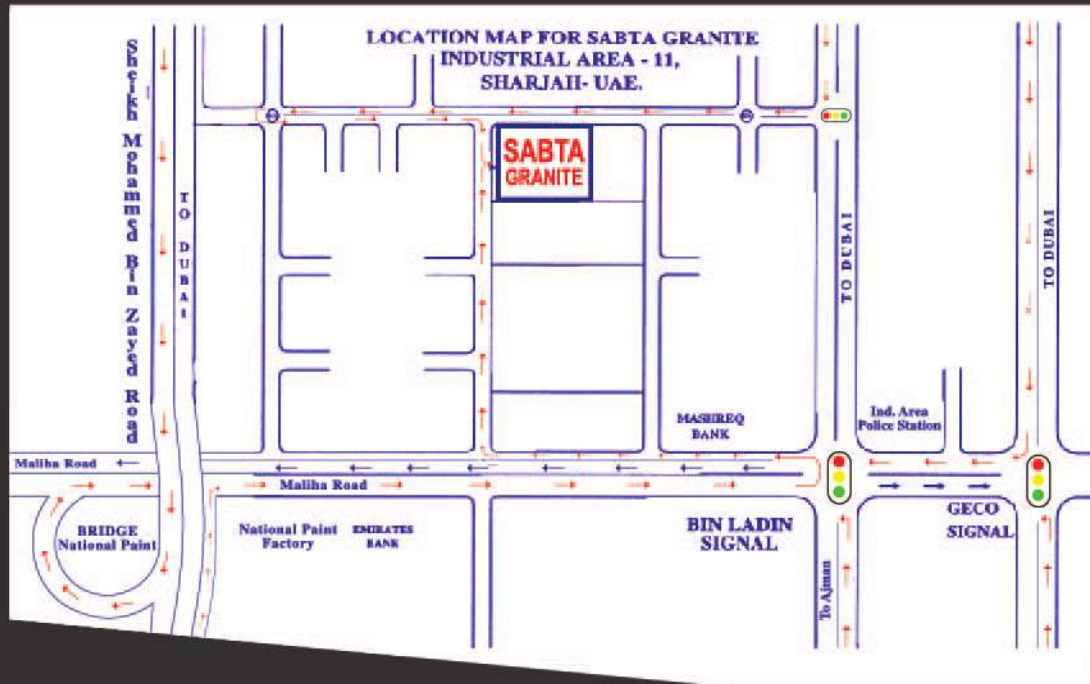 LOCATION MAP FOR SABTA GRANITE
INDUSTRIAL AREA - 11,
SHARJAH- UAE.
Sheikh Mohammed Bin Zayed Road
TO DUBAI
SABTA
GRANITE
TO DUBAI
TO DUBAI
MASHREQ
BANK
Ind. Area
Police Station
Maliha Road
Maliha Road
BRIDGE
National Paint
National Paint
Factory
EMIRATES
BANK
BIN LADIN
SIGNAL
GECO
SIGNAL
To Ajman